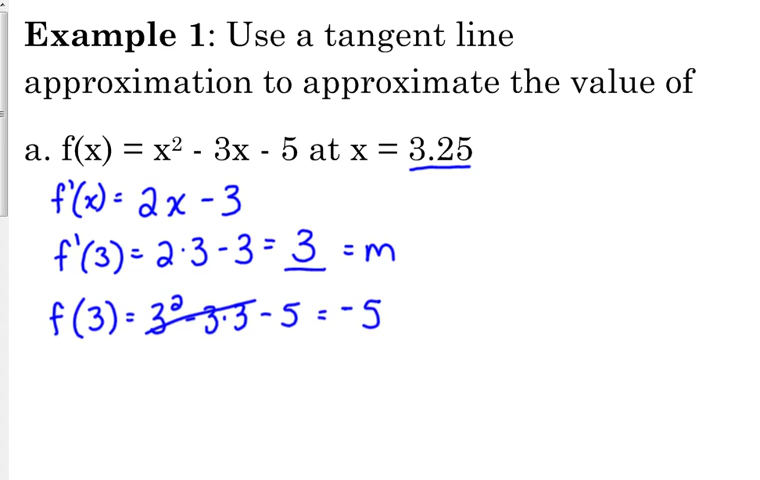 Example 1: Use a tangent line
approximation to approximate the value of
a. f(x) = x² - 3x - 5 at x = 3.25
f'(x) = 2x - 3
f'(3) = 2·3 - 3 = 3 = m
f(3) = 3² - 3·3 - 5 = -5